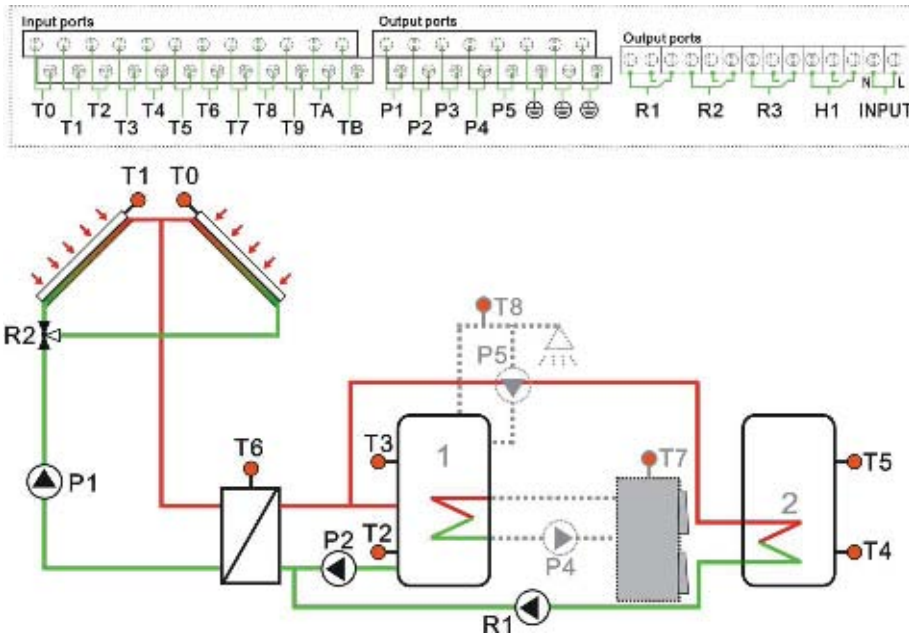 Input ports
Output ports
Output ports
T0 T2 T4 T6 T8 TA
T1 T3 T5 T7 T9 TB
P1 P3 P5
P2 P4
R1 R2 R3 H1 INPUT
N L
T1 T0
R2
T8
P5
T6
T3
1
T7
T5
P1
2
P2
T2
P4
T4
R1